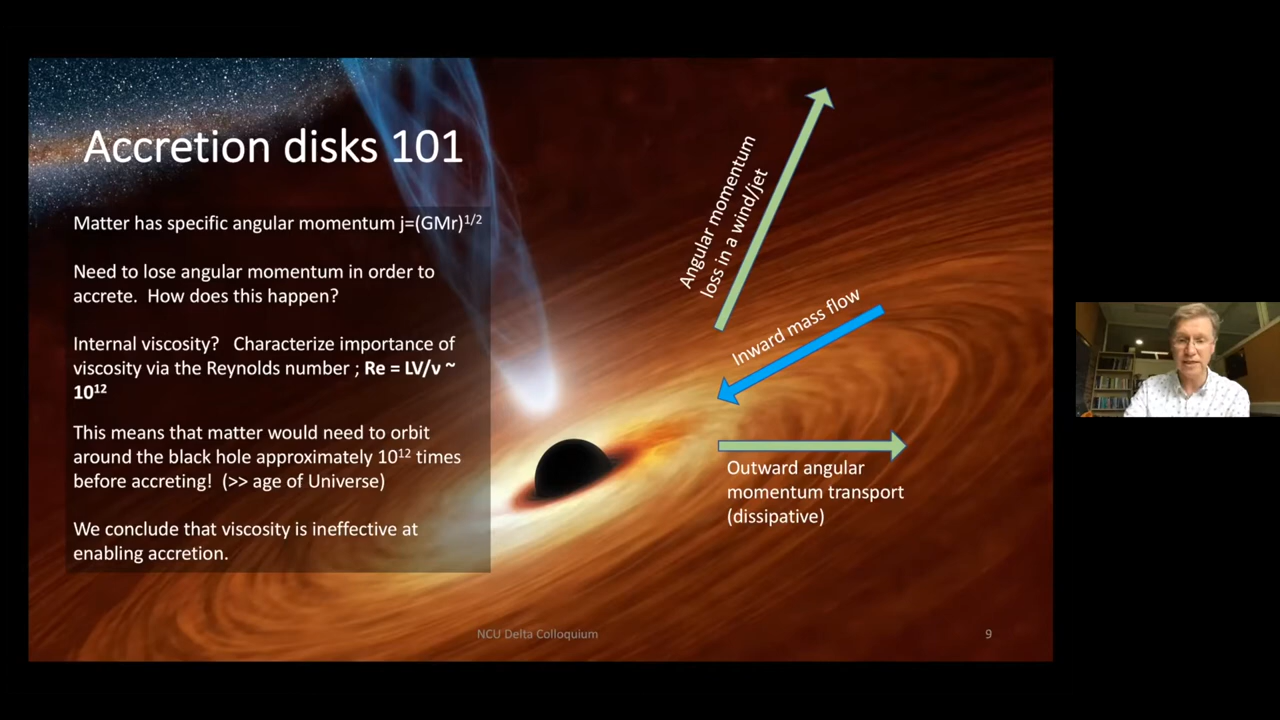 Accretion disks 101
Matter has specific angular momentum j=(GMr)¹ᐟ²
Need to lose angular momentum in order to
accrete. How does this happen?
Internal viscosity? Characterize importance of
viscosity via the Reynolds number ; Re = LV/ν ~
10¹²
This means that matter would need to orbit
around the black hole approximately 10¹² times
before accreting! (>> age of Universe)
We conclude that viscosity is ineffective at
enabling accretion.
Angular momentum
loss in a wind/jet
Inward mass flow
Outward angular
momentum transport
(dissipative)
NCU Delta Colloquium
9